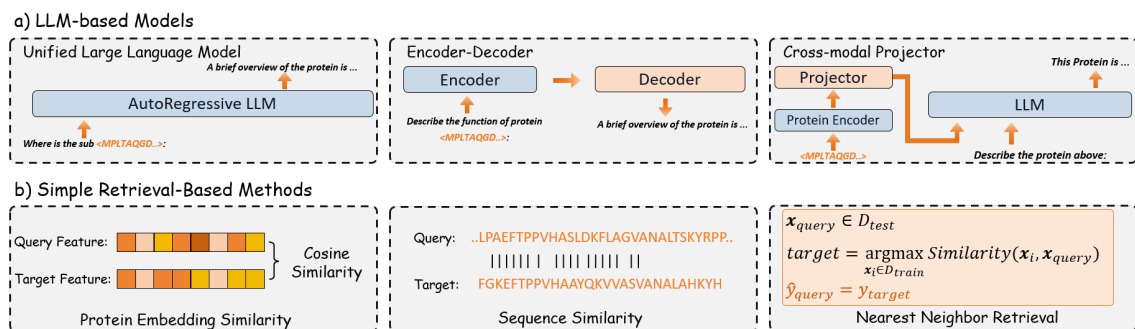 a) LLM-based Models
Unified Large Language Model
A brief overview of the protein is ...
AutoRegressive LLM
Where is the sub <MPLTAQGD..>:
Encoder-Decoder
Encoder
Decoder
Describe the function of protein
<MPLTAQGD..>:
A brief overview of the protein is ...
Cross-modal Projector
This Protein is ...
Projector
LLM
Protein Encoder
<MPLTAQGD..>
Describe the protein above:
b) Simple Retrieval-Based Methods
Query Feature:
Target Feature:
Cosine
Similarity
Protein Embedding Similarity
Query: ..LPAEFTPPVHASLDKFLAGVANALTSKYRPP..
||||||| | |||| |||||| ||
Target: FGKEFTPPVHAAYQKVVASVANALAHKYH
Sequence Similarity
𝒙_query ∈ D_test
target = argmax Similarity(𝒙_i, 𝒙_query)
𝒙_i∈D_train
ŷ_query = y_target
Nearest Neighbor Retrieval